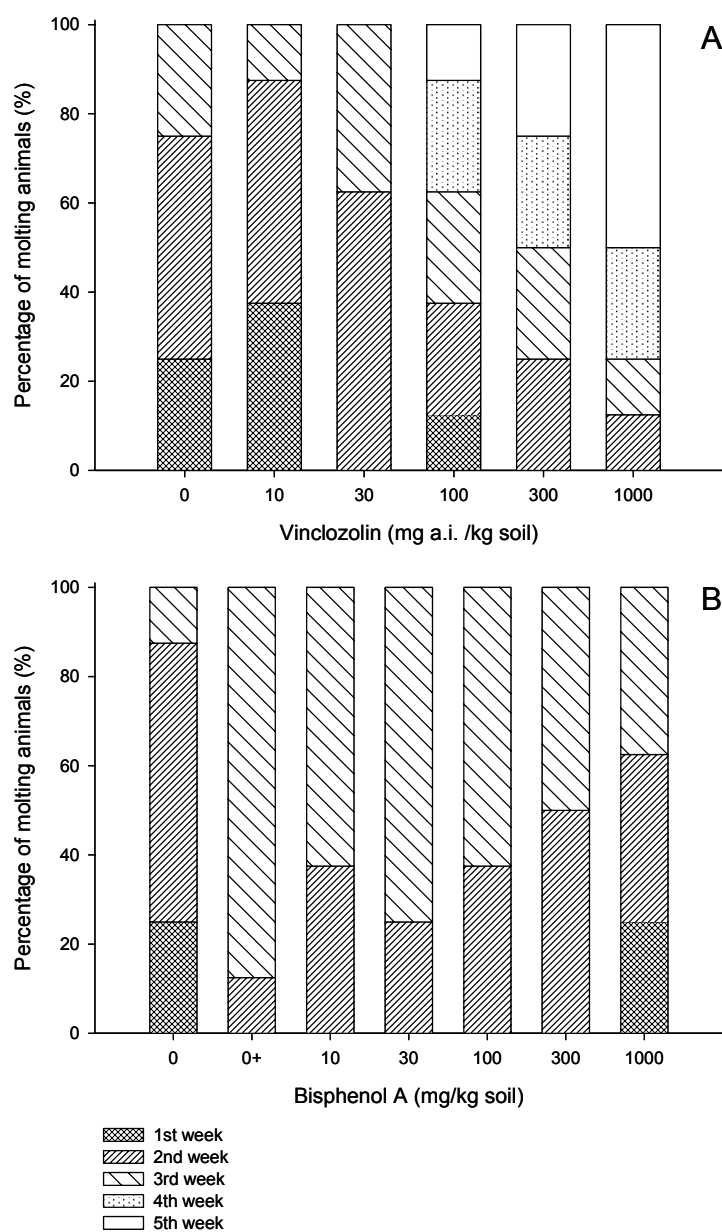 A
Percentage of molting animals (%)
100
80
60
40
20
0
0 10 30 100 300 1000
Vinclozolin (mg a.i. /kg soil)
B
Percentage of molting animals (%)
100
80
60
40
20
0
0 0+ 10 30 100 300 1000
Bisphenol A (mg/kg soil)
1st week
2nd week
3rd week
4th week
5th week